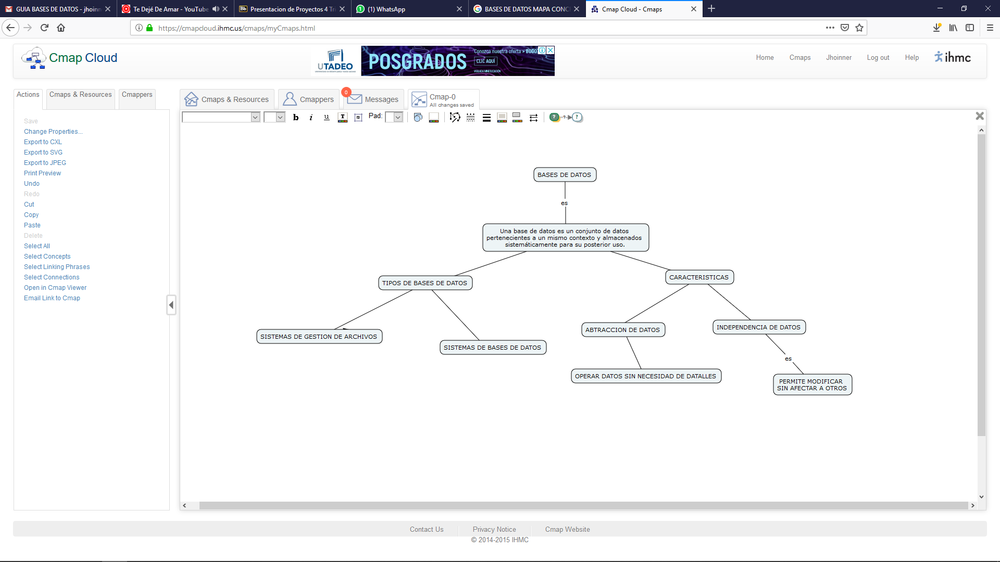 GUIA BASES DE DATOS - jhoinn
Te Dejé De Amar - YouTube
Bb Presentacion de Proyectos 4 Tri
(1) WhatsApp
BASES DE DATOS MAPA CONCE
Cmap Cloud - Cmaps
https://cmapcloud.ihmc.us/cmaps/myCmaps.html
Cmap Cloud
UTADEO
POSGRADOS
Conozca nuestra oferta > BOGO
CLIC AQUÍ
VIGILADA MINEDUCACIÓN
Home
Cmaps
Jhoinner
Log out
Help
ihmc
Actions
Cmaps & Resources
Cmappers
Cmaps & Resources
Cmappers
0
Messages
Cmap-0
All changes saved
b
i
u
T
Pad:
Save
Change Properties...
Export to CXL
Export to SVG
Export to JPEG
Print Preview
Undo
Redo
Cut
Copy
Paste
Delete
Select All
Select Concepts
Select Linking Phrases
Select Connections
Open in Cmap Viewer
Email Link to Cmap
BASES DE DATOS
es
Una base de datos es un conjunto de datos
pertenecientes a un mismo contexto y almacenados
sistemáticamente para su posterior uso.
TIPOS DE BASES DE DATOS
CARACTERISTICAS
SISTEMAS DE GESTION DE ARCHIVOS
SISTEMAS DE BASES DE DATOS
ABTRACCION DE DATOS
INDEPENDENCIA DE DATOS
es
OPERAR DATOS SIN NECESIDAD DE DATALLES
PERMITE MODIFICAR
SIN AFECTAR A OTROS
Contact Us
Privacy Notice
Cmap Website
© 2014-2015 IHMC